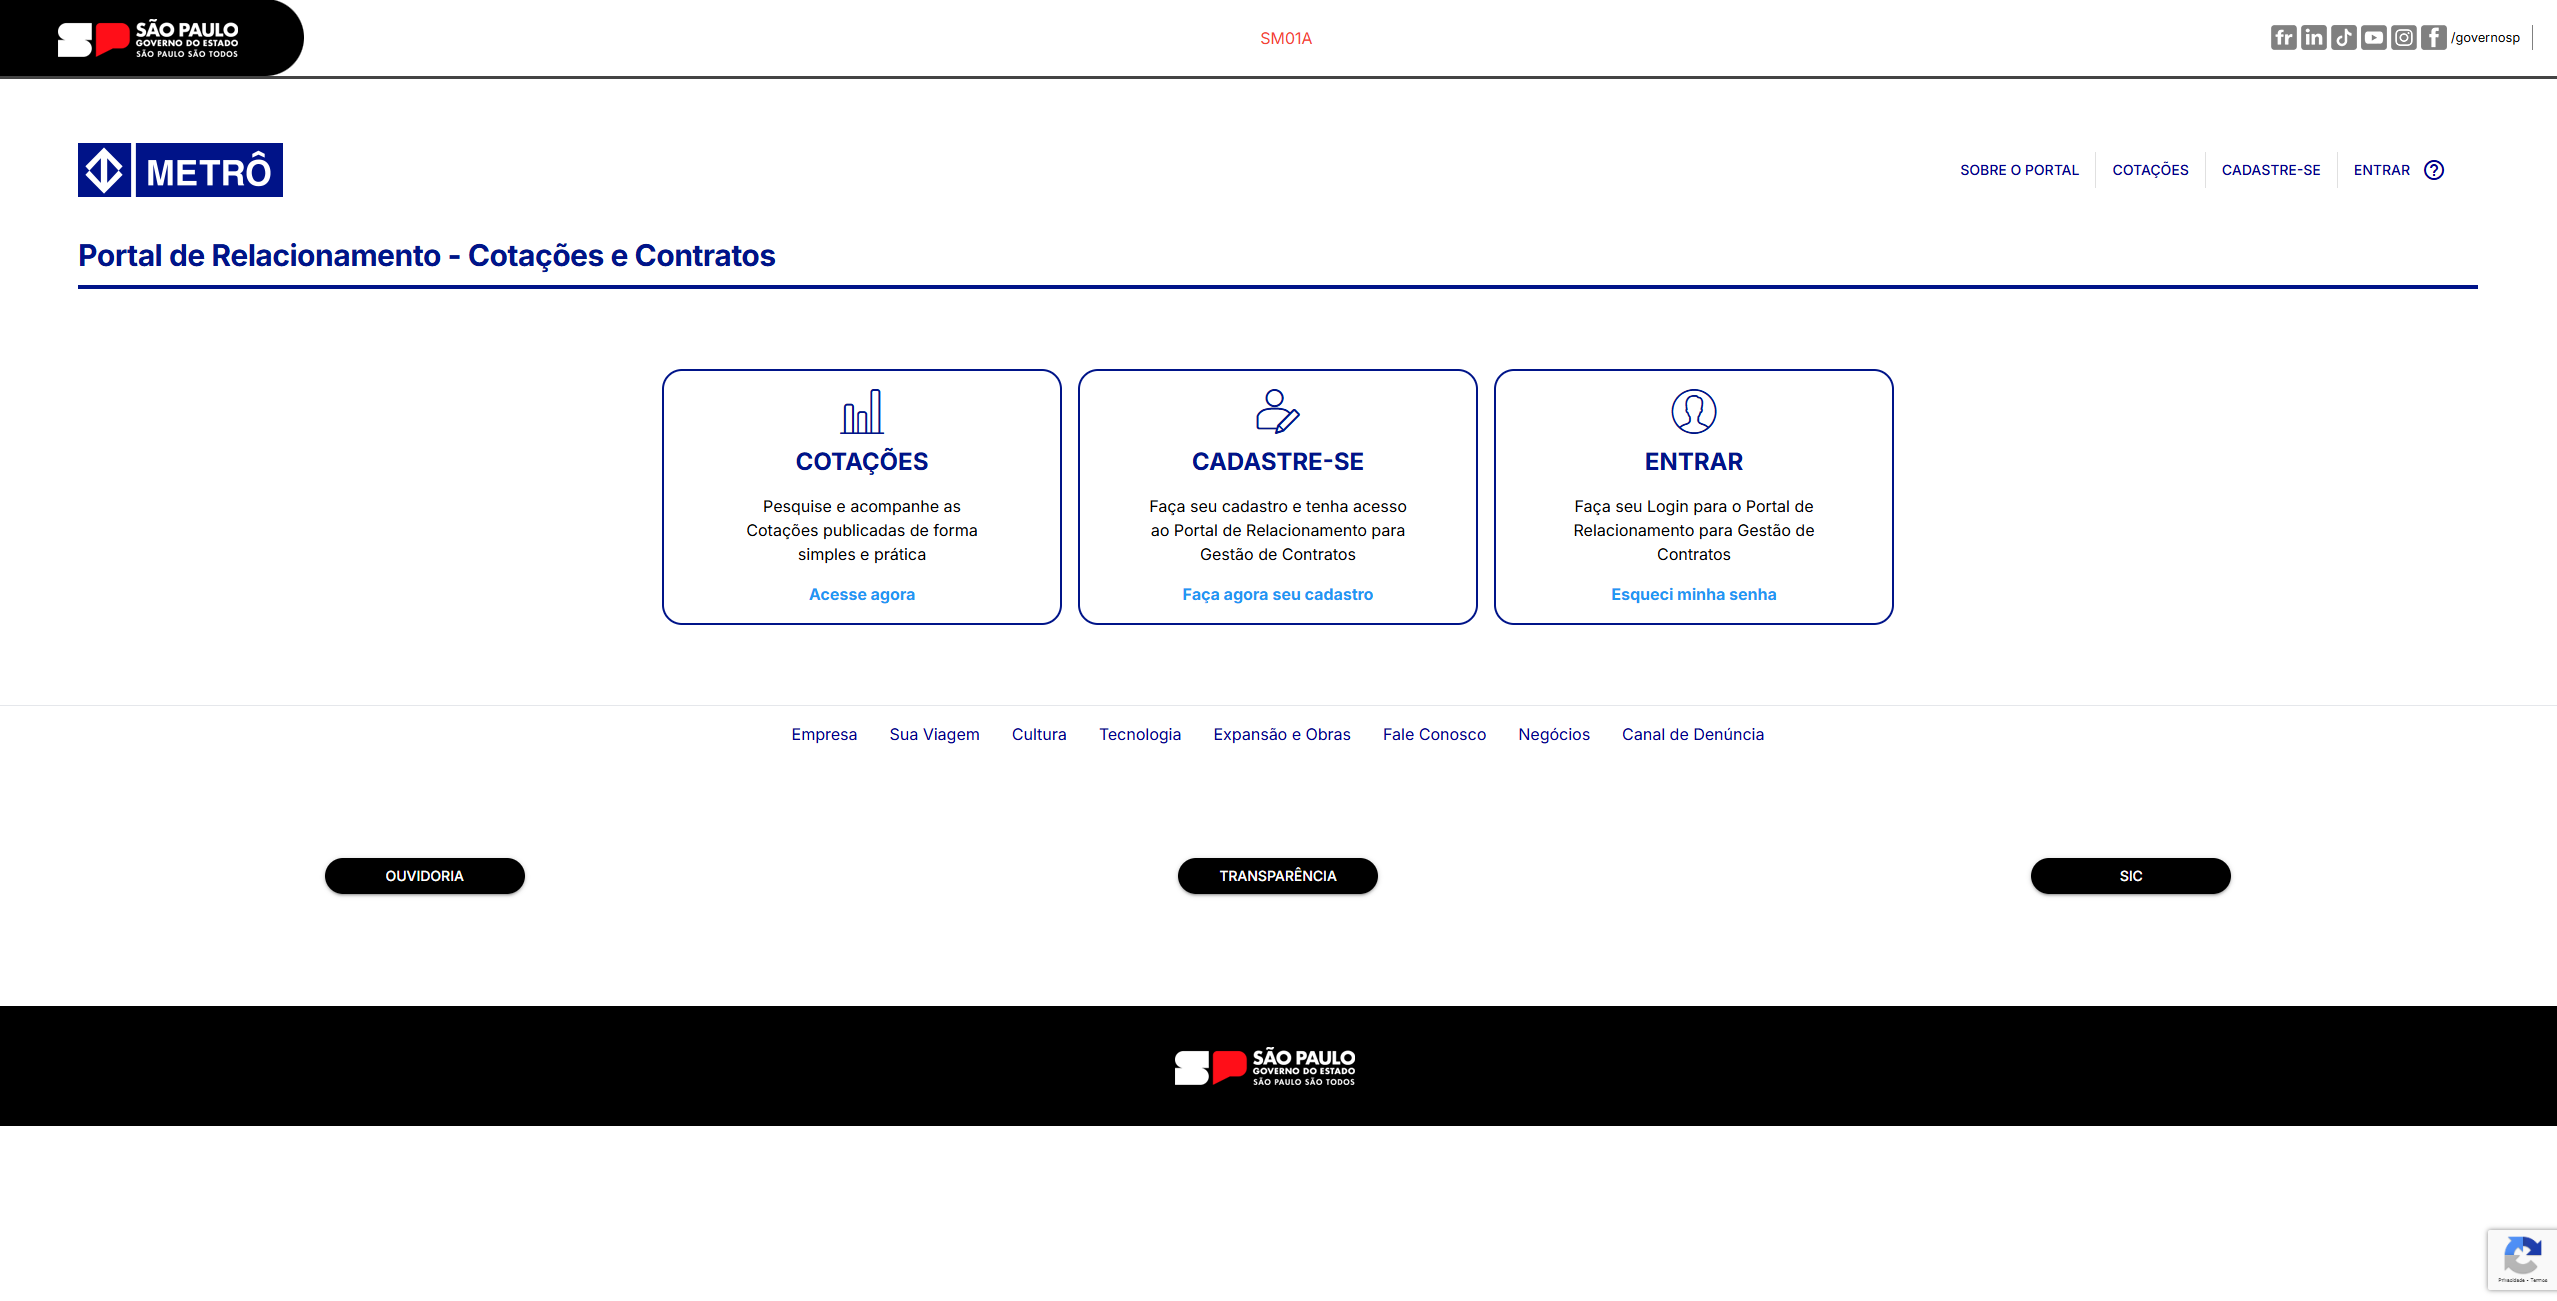 SÃO PAULO
GOVERNO DO ESTADO
SÃO PAULO SÃO TODOS
SM01A
/governosp
METRÔ
SOBRE O PORTAL
COTAÇÕES
CADASTRE-SE
ENTRAR
Portal de Relacionamento - Cotações e Contratos
COTAÇÕES
Pesquise e acompanhe as
Cotações publicadas de forma
simples e prática
Acesse agora
CADASTRE-SE
Faça seu cadastro e tenha acesso
ao Portal de Relacionamento para
Gestão de Contratos
Faça agora seu cadastro
ENTRAR
Faça seu Login para o Portal de
Relacionamento para Gestão de
Contratos
Esqueci minha senha
Empresa
Sua Viagem
Cultura
Tecnologia
Expansão e Obras
Fale Conosco
Negócios
Canal de Denúncia
OUVIDORIA
TRANSPARÊNCIA
SIC
SÃO PAULO
GOVERNO DO ESTADO
SÃO PAULO SÃO TODOS
Privacidade - Termos